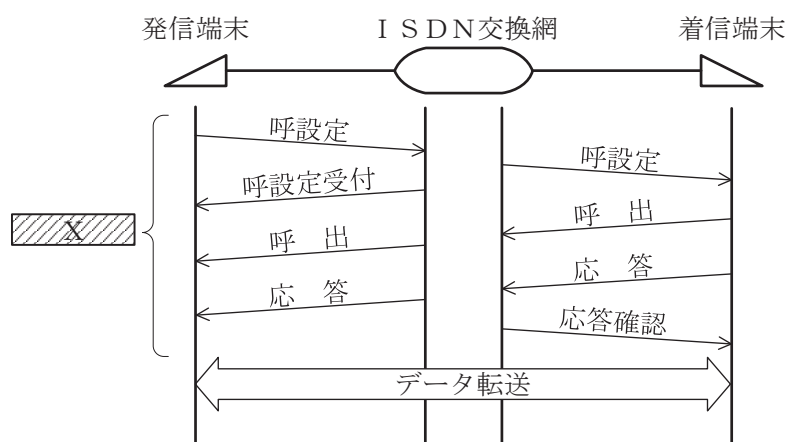 発信端末
ＩＳＤＮ交換網
着信端末
呼設定
呼設定
呼設定受付
呼　出
Ｘ
呼　出
応　答
応　答
応答確認
データ転送